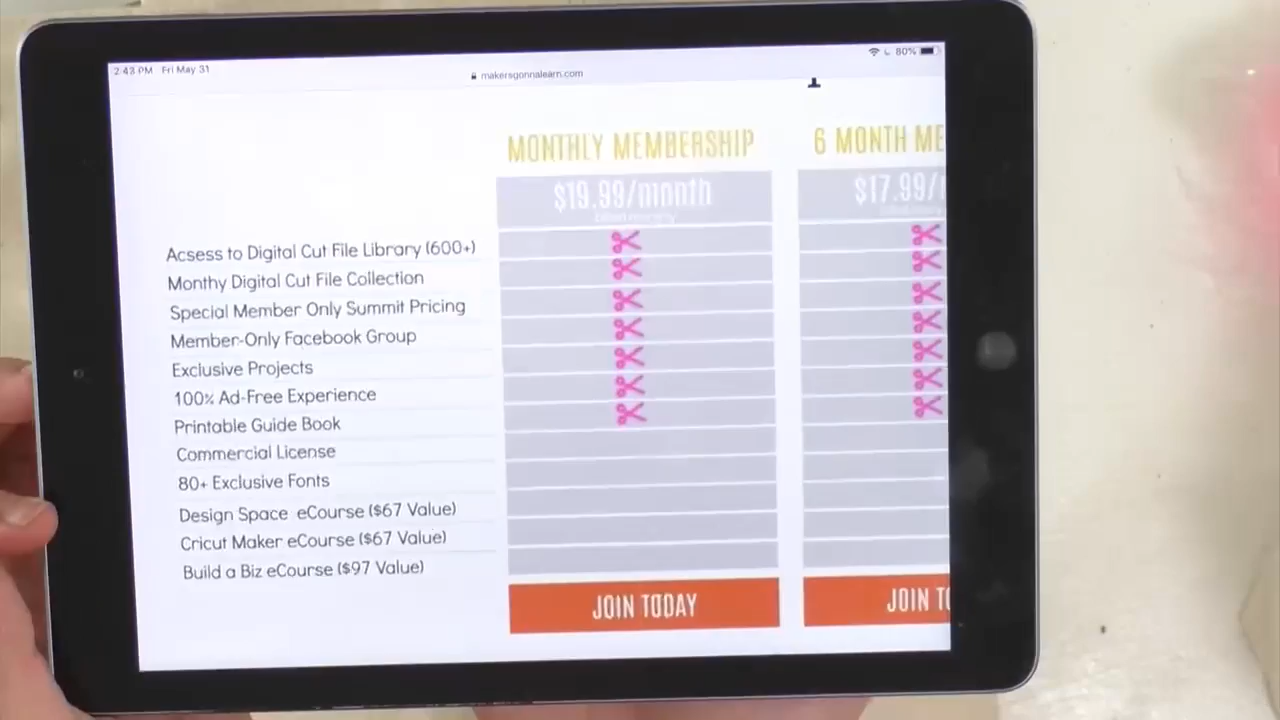 2:43 PM Fri May 31
makersgonnalearn.com
80%
MONTHLY MEMBERSHIP
6 MONTH ME
$19.99/month
$17.99/
Acsess to Digital Cut File Library (600+)
Monthy Digital Cut File Collection
Special Member Only Summit Pricing
Member-Only Facebook Group
Exclusive Projects
100% Ad-Free Experience
Printable Guide Book
Commercial License
80+ Exclusive Fonts
Design Space eCourse ($67 Value)
Cricut Maker eCourse ($67 Value)
Build a Biz eCourse ($97 Value)
JOIN TODAY
JOIN TO